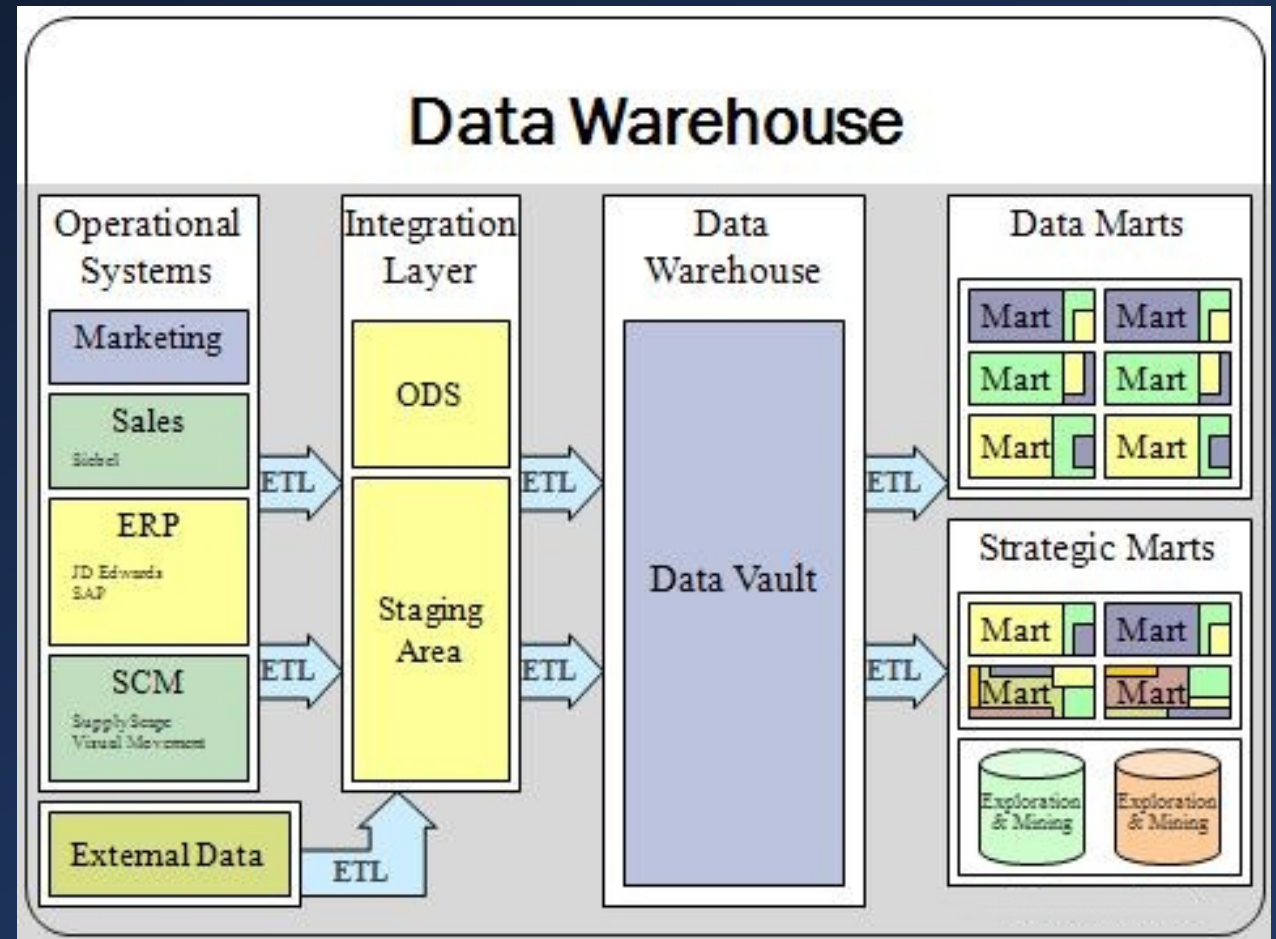 Data Warehouse
Operational
Systems
Marketing
Sales
Siebel
ERP
JD Edwards
SAP
SCM
SupplyScape
Visual Movement
External Data
ETL
ETL
ETL
Integration
Layer
ODS
Staging
Area
ETL
ETL
Data
Warehouse
Data Vault
ETL
ETL
Data Marts
Mart
Mart
Mart
Mart
Mart
Mart
Strategic Marts
Mart
Mart
Mart
Mart
Exploration
& Mining
Exploration
& Mining